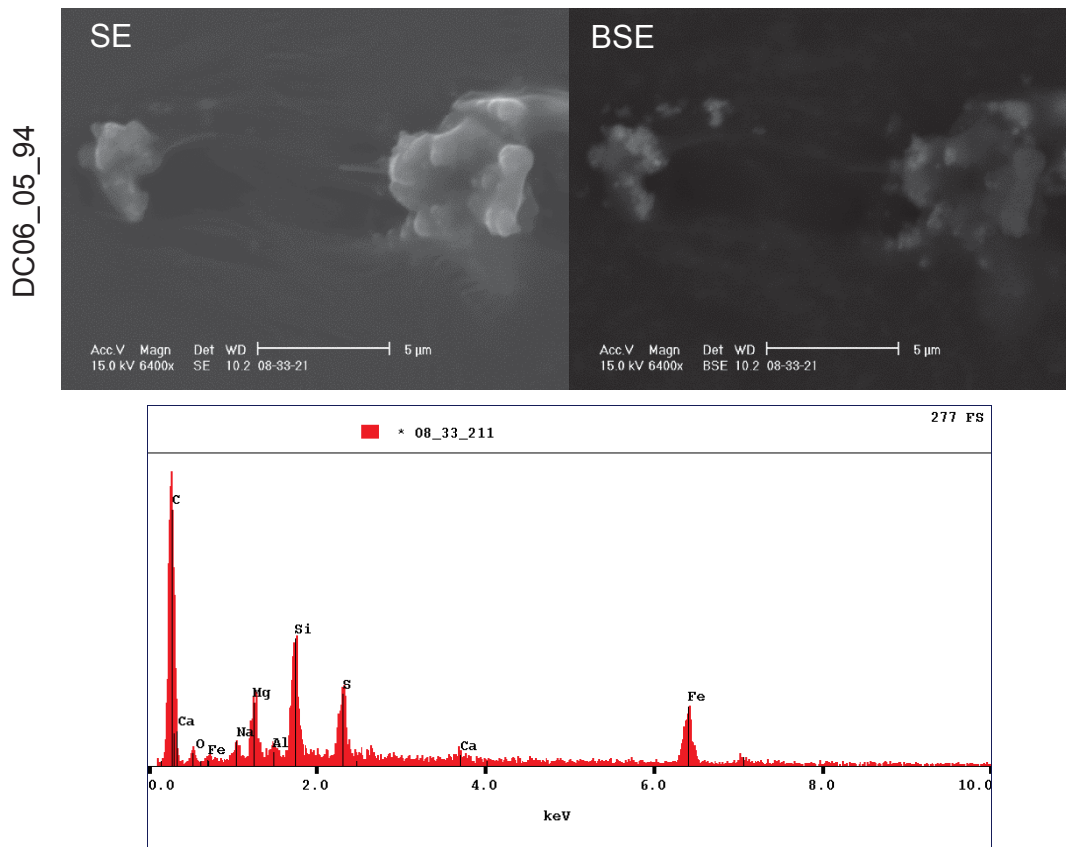 SE
BSE
DC06_05_94
Acc.V Magn Det WD 5 µm
15.0 kV 6400x SE 10.2 08-33-21
Acc.V Magn Det WD 5 µm
15.0 kV 6400x BSE 10.2 08-33-21
277 FS
* 08_33_211
C
Si
Mg
S
Fe
Ca
O
Fe
Na
Al
Ca
0.0 2.0 4.0 6.0 8.0 10.0
keV